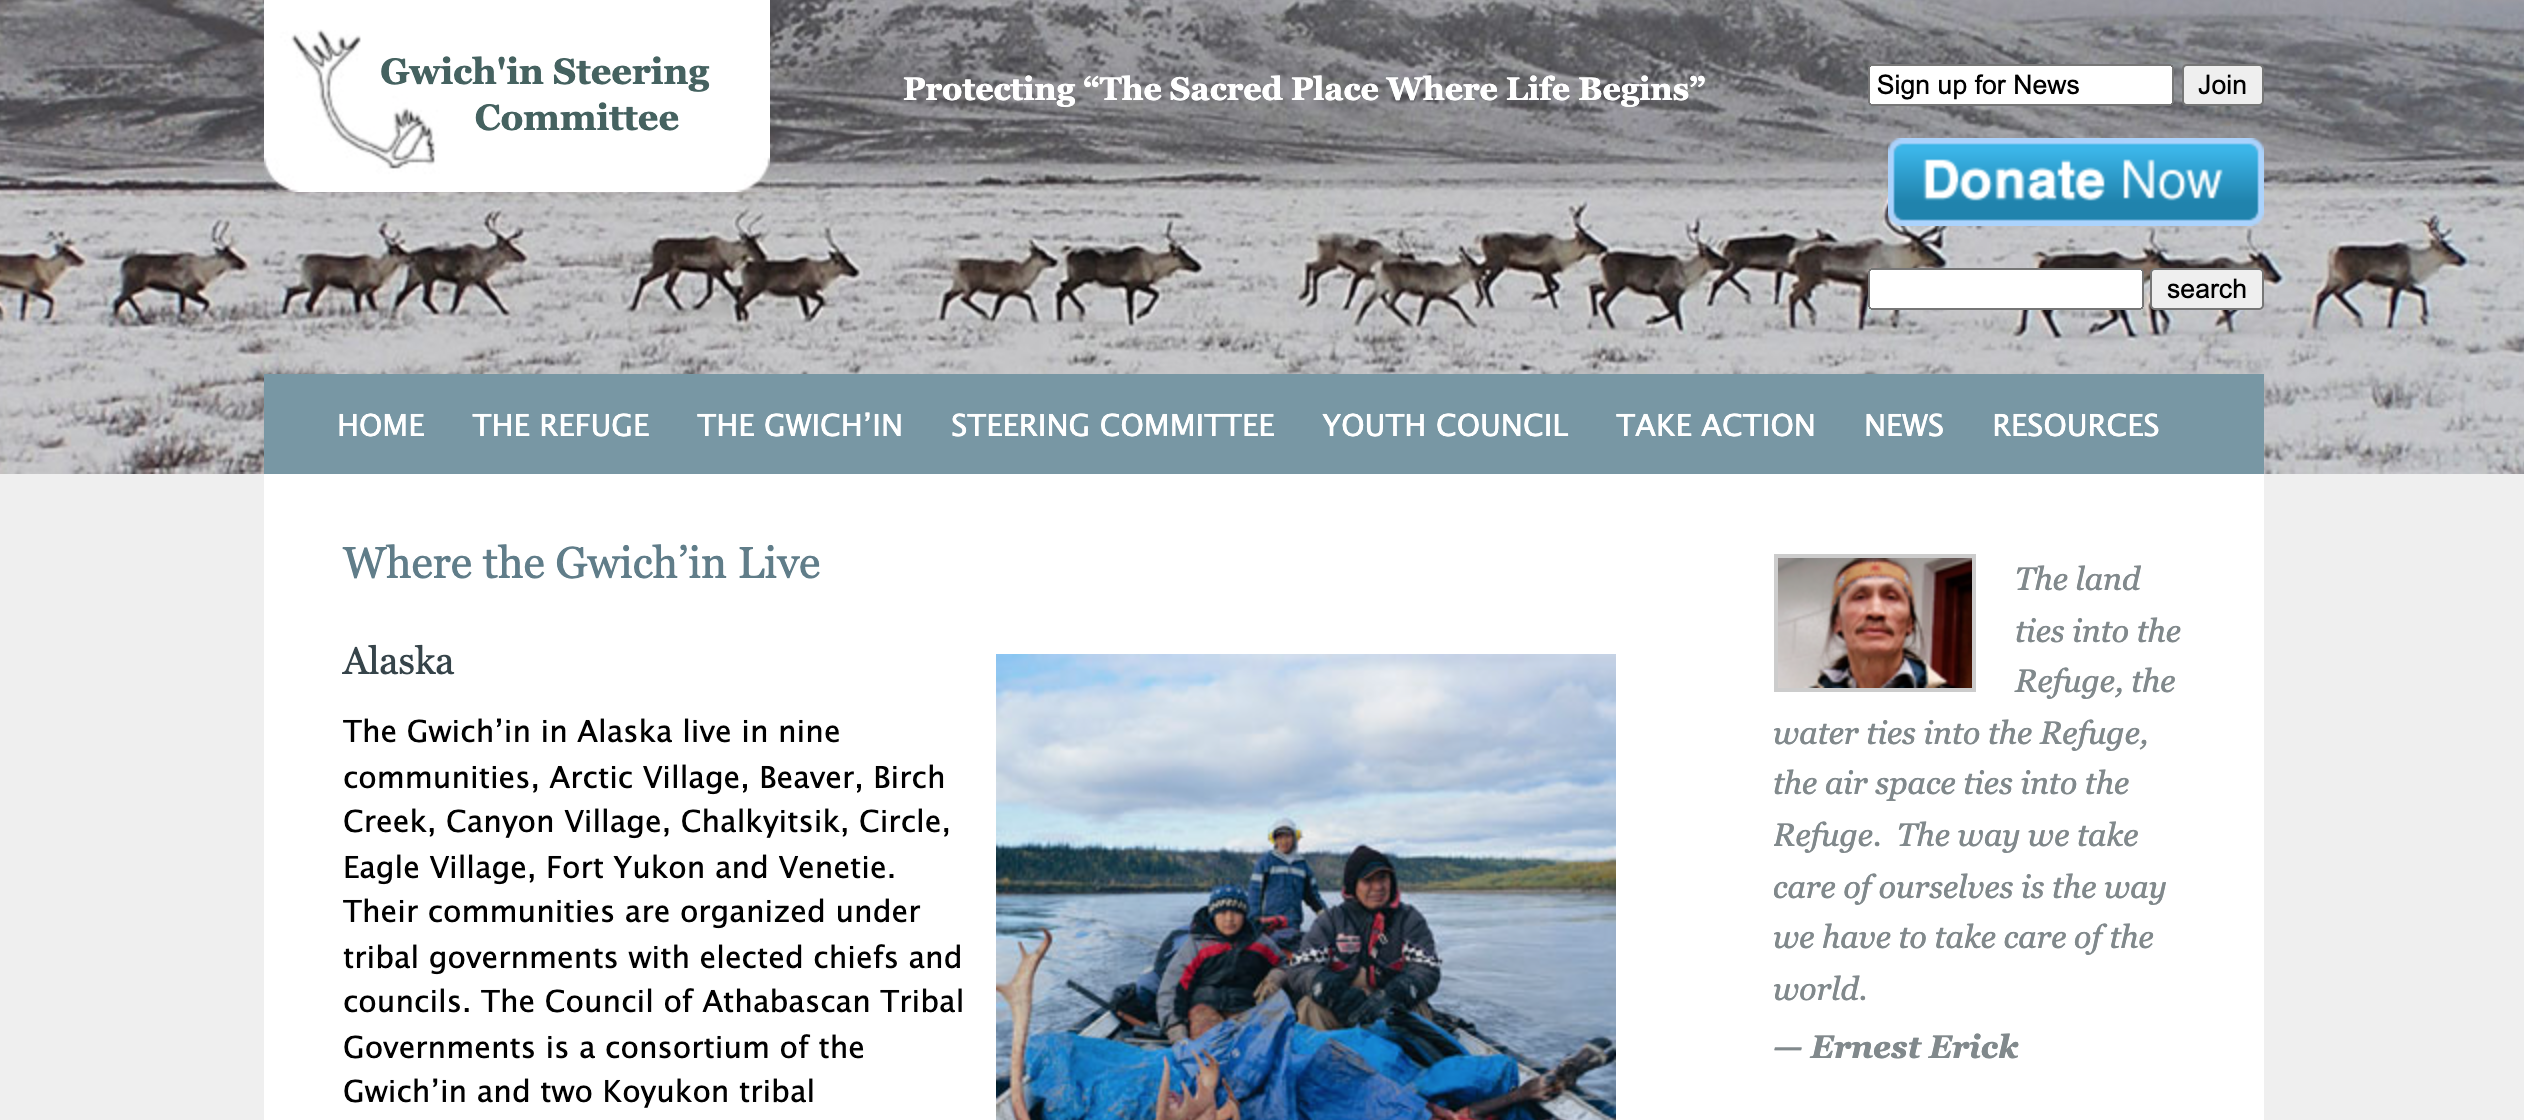 Gwich'in Steering
Committee
Protecting “The Sacred Place Where Life Begins”
Sign up for News
Join
Donate Now
search
HOME
THE REFUGE
THE GWICH’IN
STEERING COMMITTEE
YOUTH COUNCIL
TAKE ACTION
NEWS
RESOURCES
Where the Gwich’in Live
Alaska
The Gwich’in in Alaska live in nine
communities, Arctic Village, Beaver, Birch
Creek, Canyon Village, Chalkyitsik, Circle,
Eagle Village, Fort Yukon and Venetie.
Their communities are organized under
tribal governments with elected chiefs and
councils. The Council of Athabascan Tribal
Governments is a consortium of the
Gwich’in and two Koyukon tribal
The land
ties into the
Refuge, the
water ties into the Refuge,
the air space ties into the
Refuge.  The way we take
care of ourselves is the way
we have to take care of the
world.
— Ernest Erick